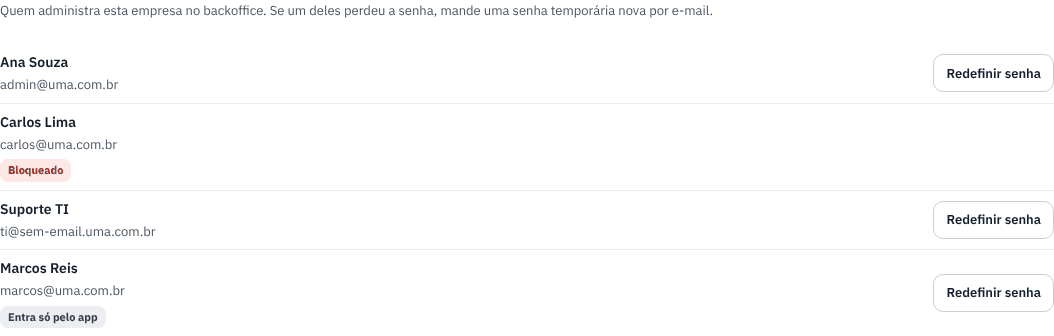 Quem administra esta empresa no backoffice. Se um deles perdeu a senha, mande uma senha temporária nova por e-mail.
Ana Souza
admin@uma.com.br
Redefinir senha
Carlos Lima
carlos@uma.com.br
Bloqueado
Suporte TI
ti@sem-email.uma.com.br
Redefinir senha
Marcos Reis
marcos@uma.com.br
Entra só pelo app
Redefinir senha